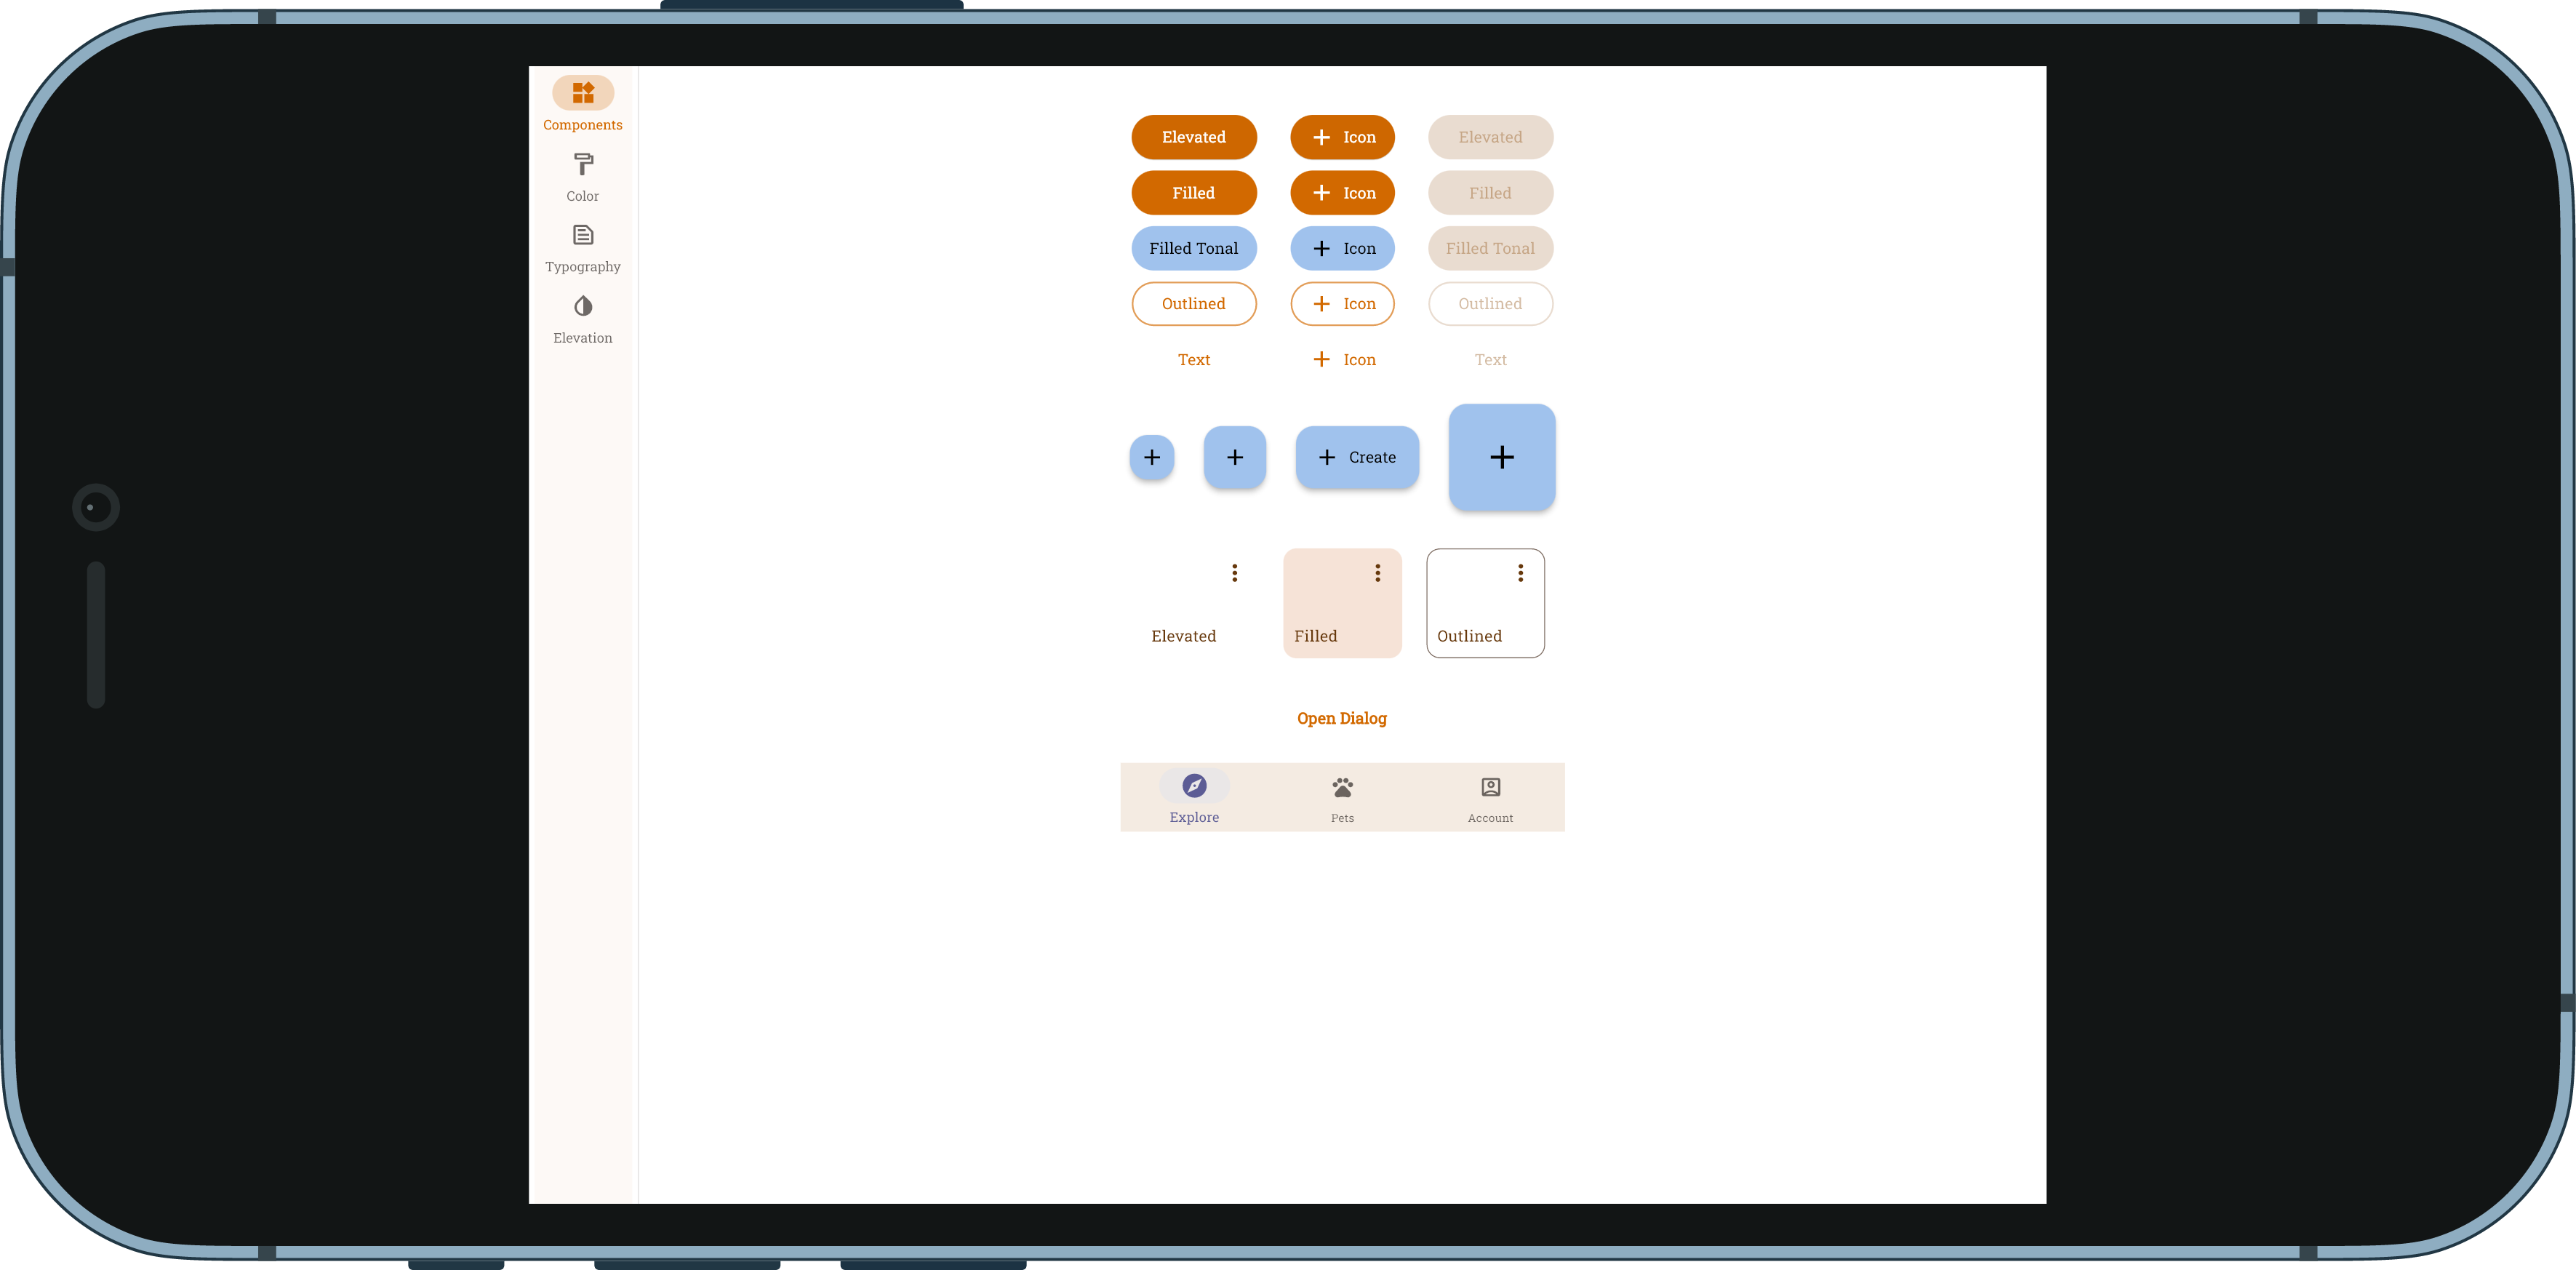 Components
Color
Typography
Elevation
Elevated Icon Elevated
Filled Icon Filled
Filled Tonal Icon Filled Tonal
Outlined Icon Outlined
Text Icon Text
Create
Elevated Filled Outlined
Open Dialog
Explore Pets Account